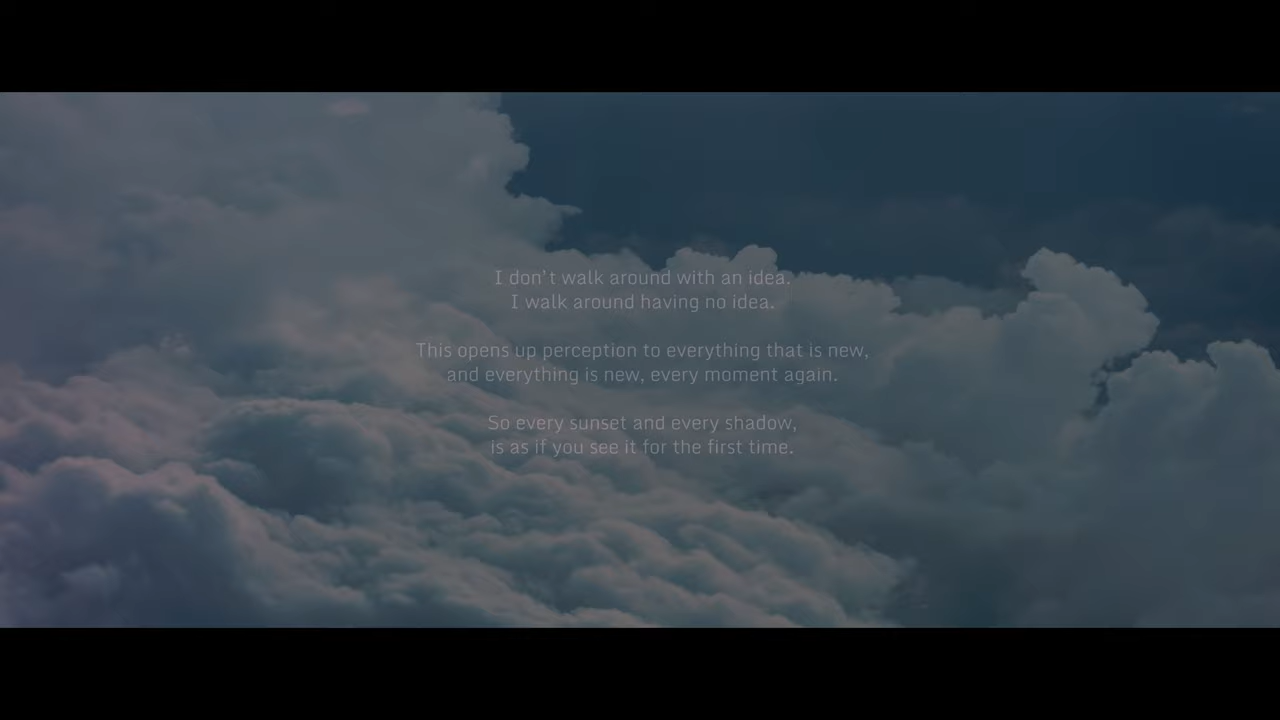 I don't walk around with an idea.
I walk around having no idea.
This opens up perception to everything that is new,
and everything is new, every moment again.
So every sunset and every shadow,
is as if you see it for the first time.